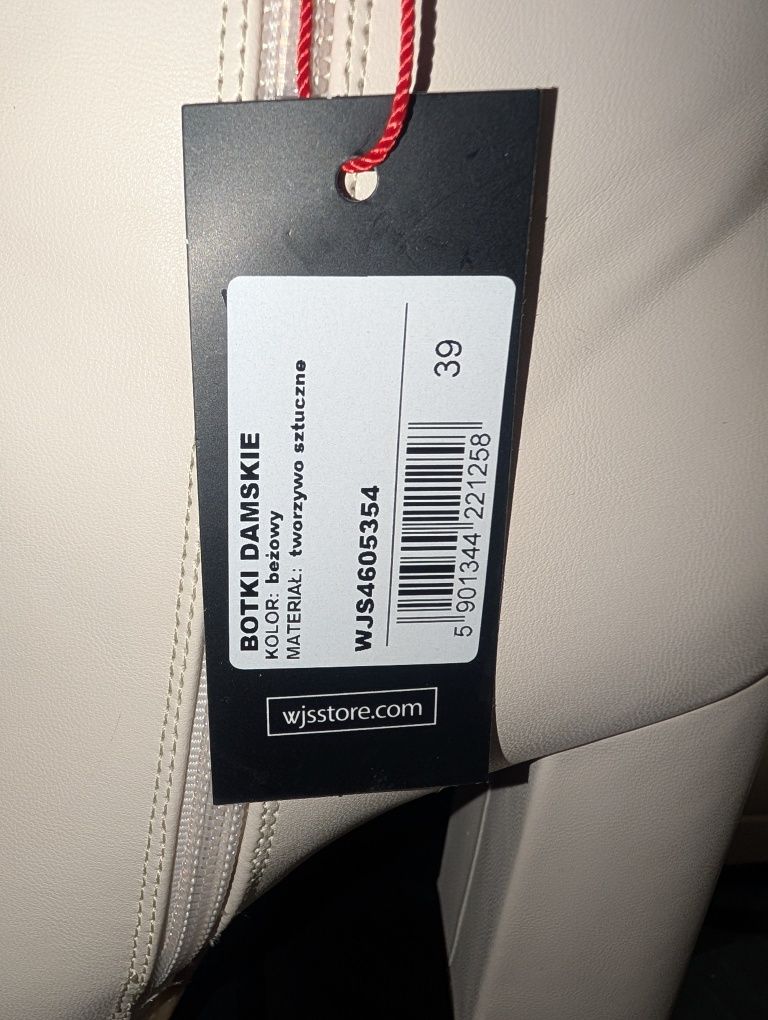 BOTKI DAMSKIE
KOLOR: beżowy
MATERIAŁ: tworzywo sztuczne
WJS4605354
39
5 901344 221258
wjsstore.com